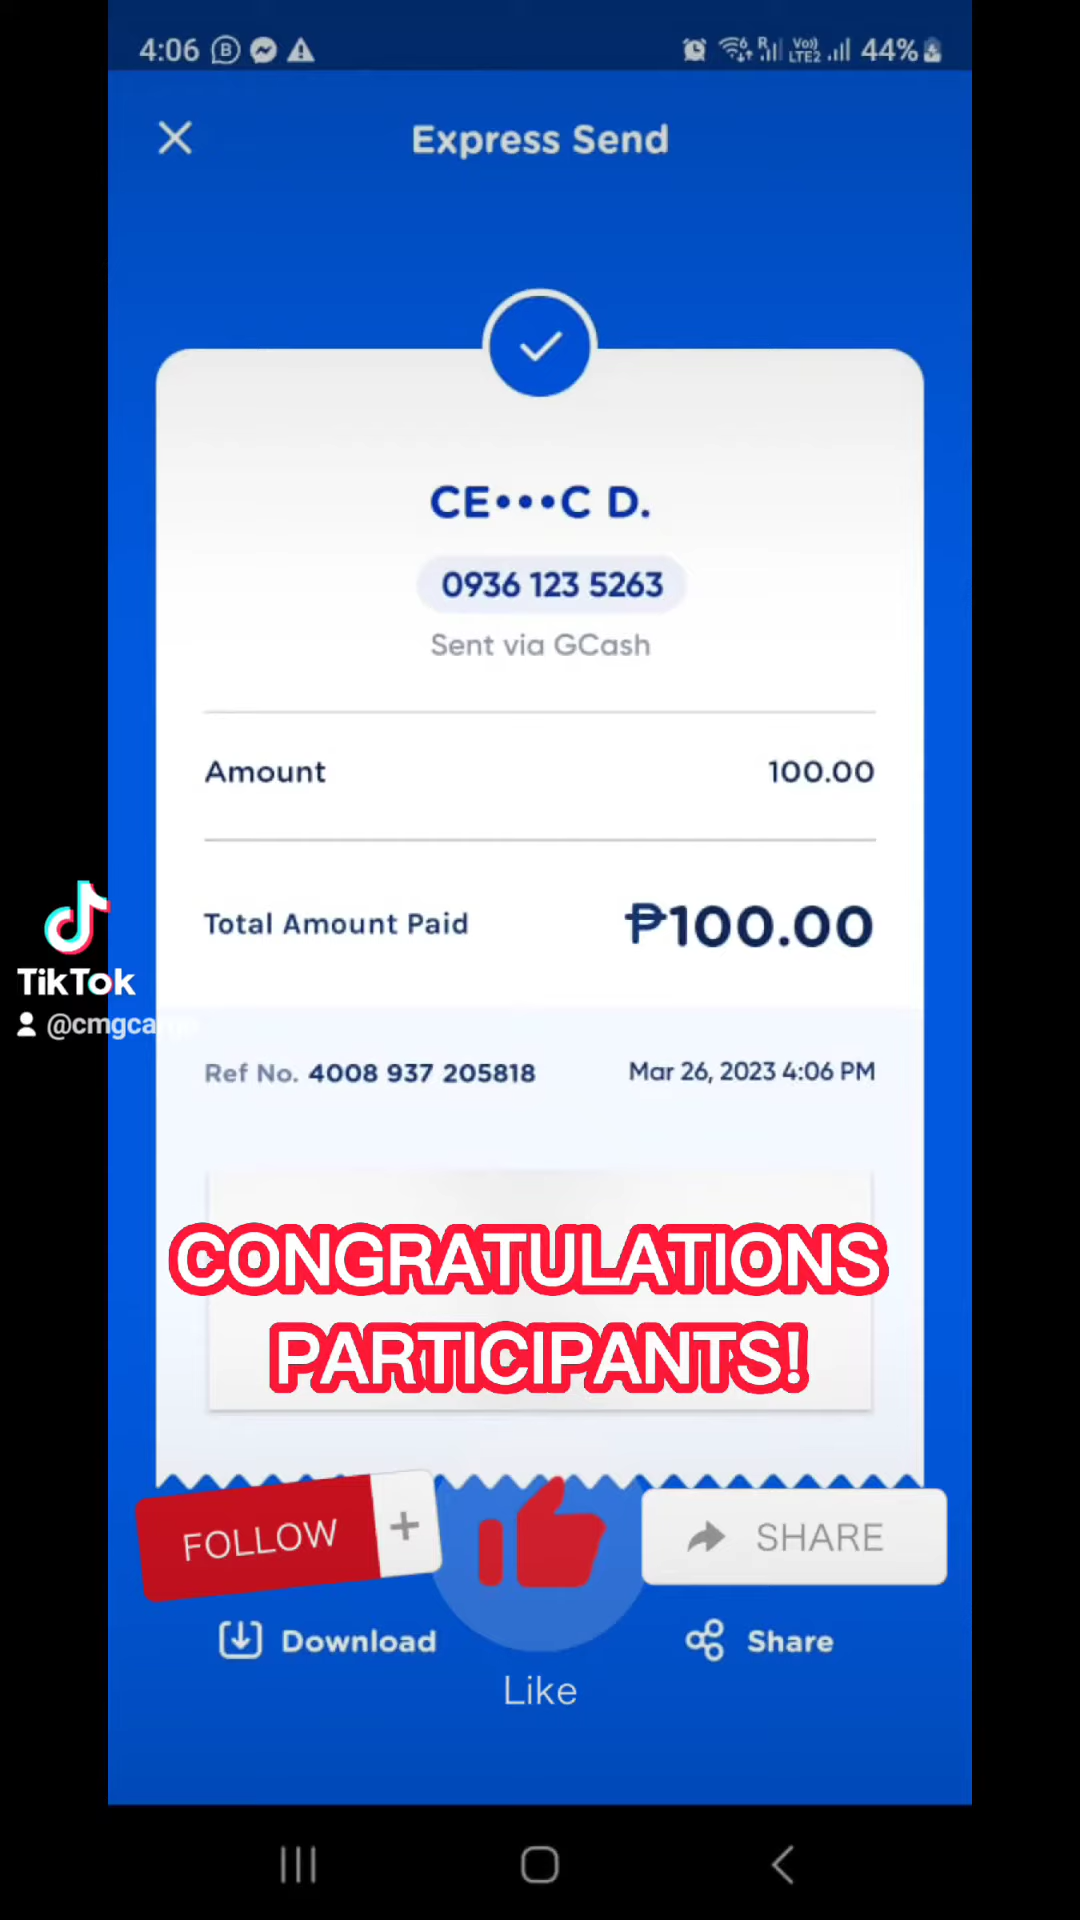 4:06
44%
Express Send
CE•••C D.
0936 123 5263
Sent via GCash
Amount 100.00
Total Amount Paid ₱100.00
TikTok
@cmgca
Ref No. 4008 937 205818 Mar 26, 2023 4:06 PM
CONGRATULATIONS
PARTICIPANTS!
FOLLOW +
SHARE
Download
Share
Like